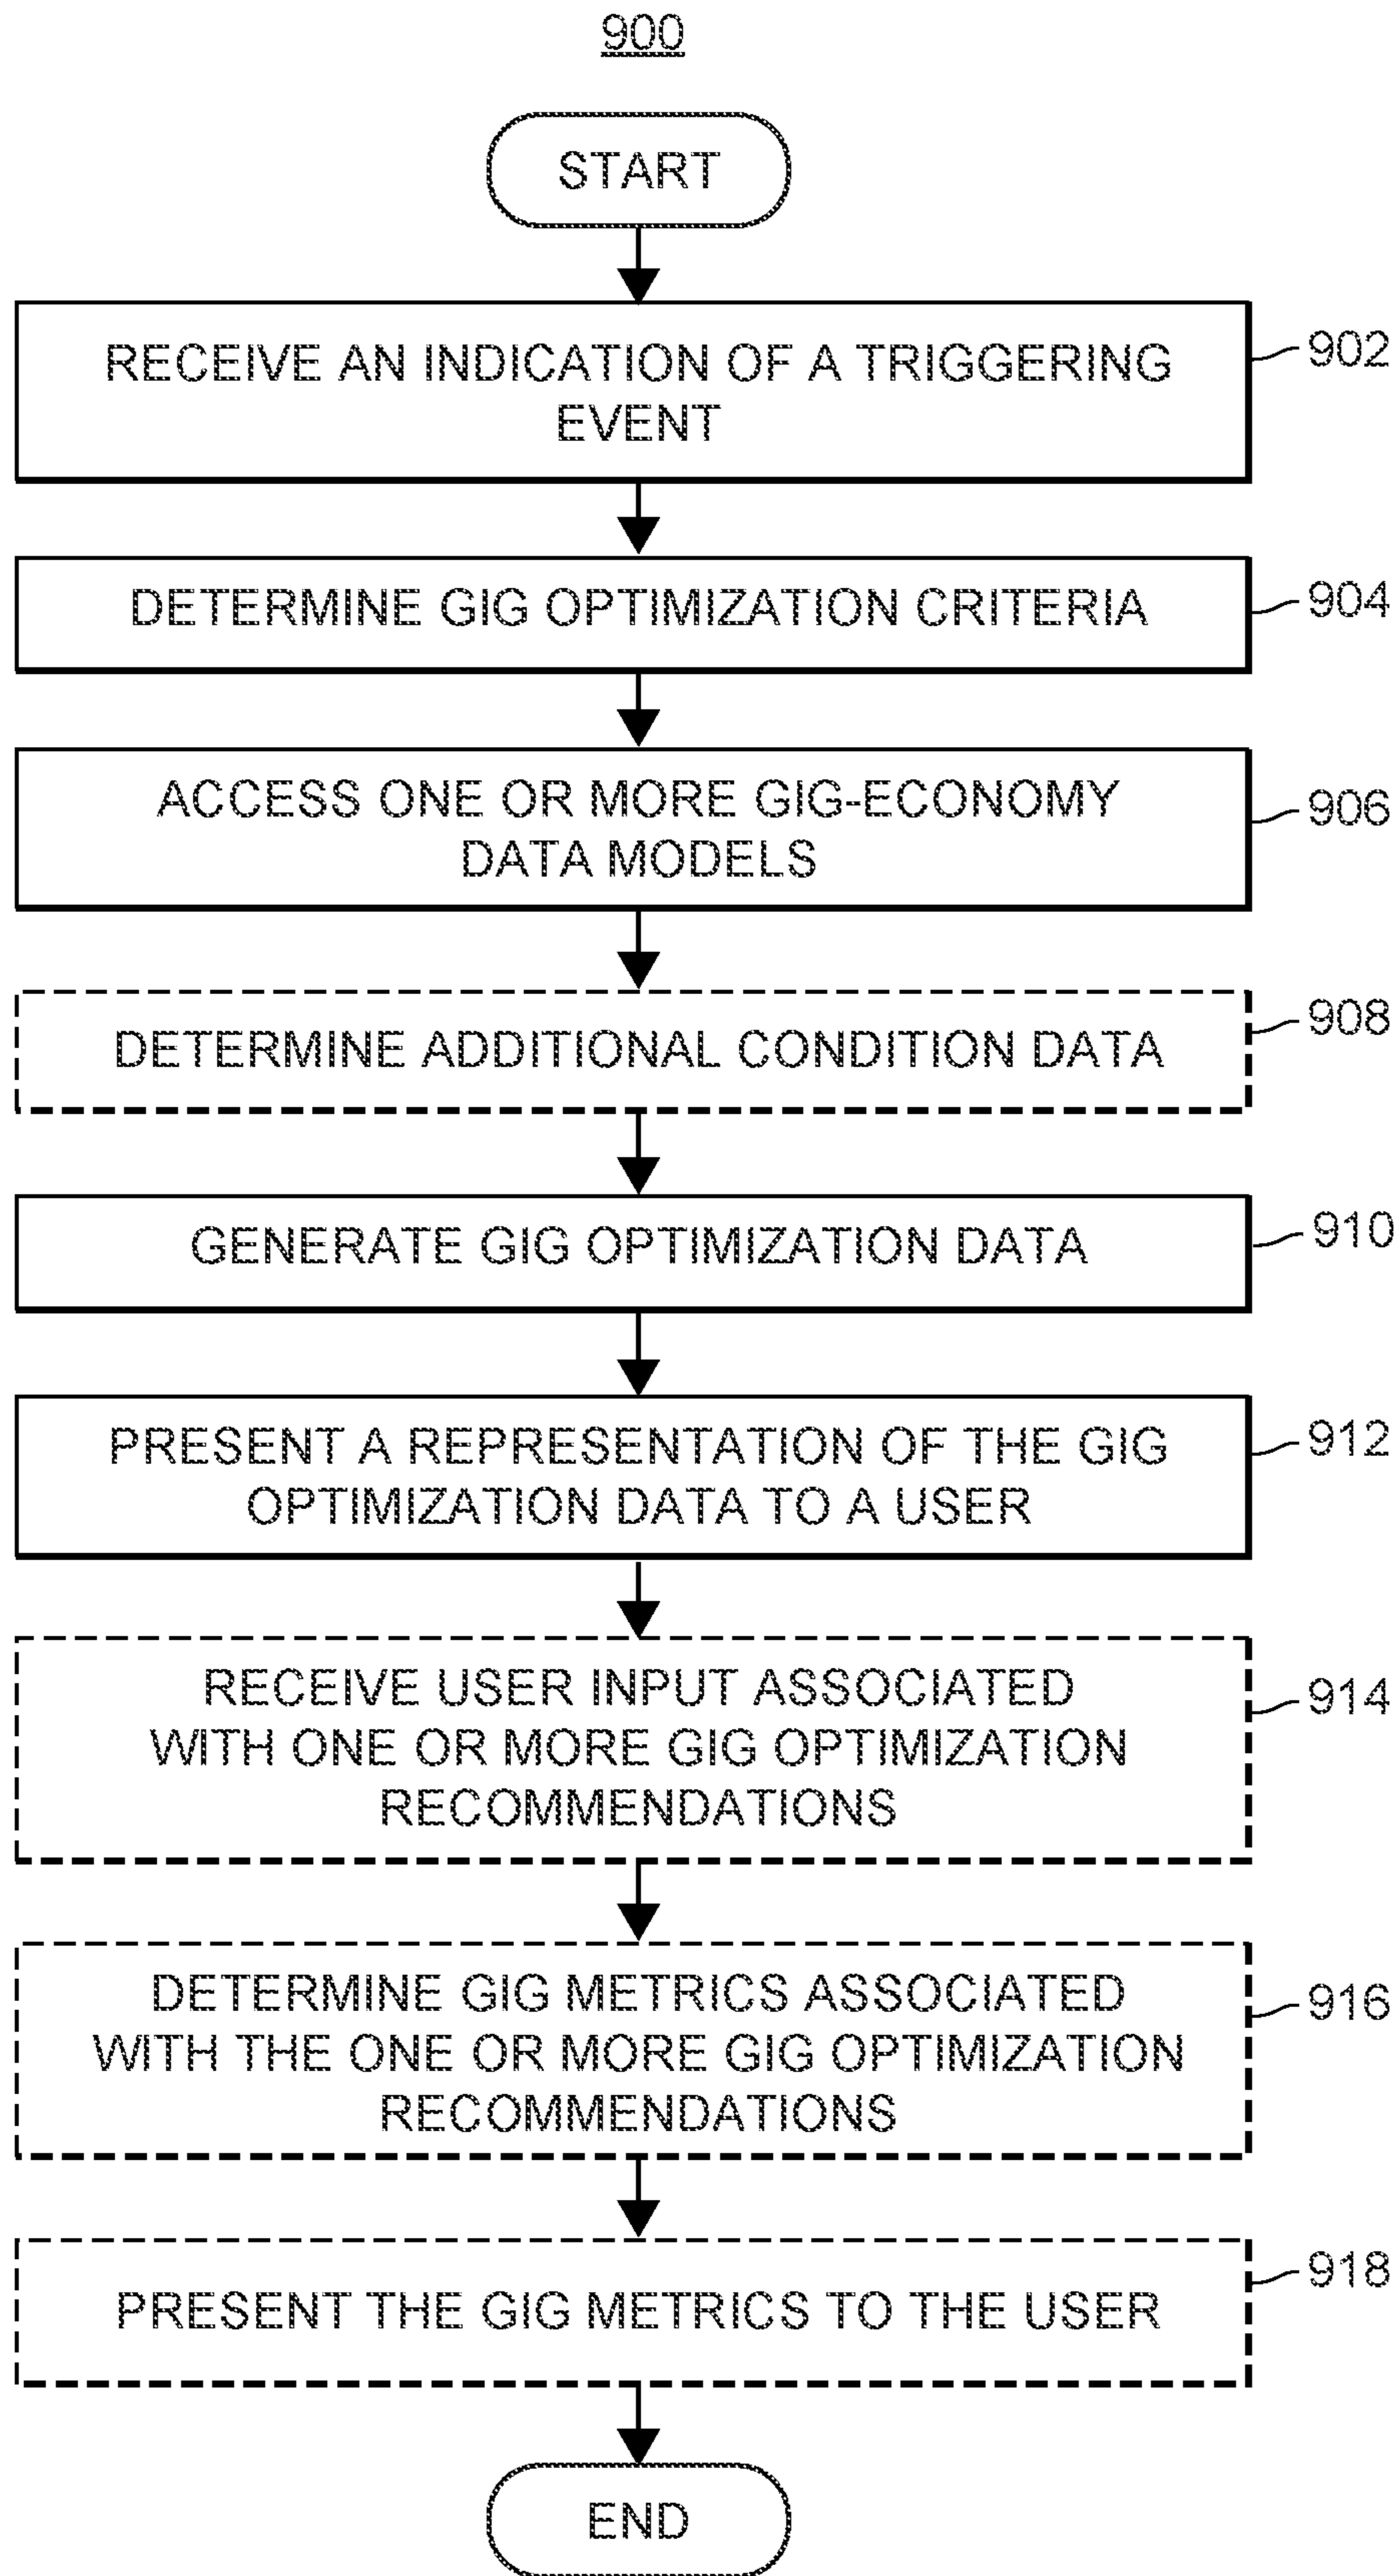 900
START
RECEIVE AN INDICATION OF A TRIGGERING
EVENT
902
DETERMINE GIG OPTIMIZATION CRITERIA
904
ACCESS ONE OR MORE GIG-ECONOMY
DATA MODELS
906
DETERMINE ADDITIONAL CONDITION DATA
908
GENERATE GIG OPTIMIZATION DATA
910
PRESENT A REPRESENTATION OF THE GIG
OPTIMIZATION DATA TO A USER
912
RECEIVE USER INPUT ASSOCIATED
WITH ONE OR MORE GIG OPTIMIZATION
RECOMMENDATIONS
914
DETERMINE GIG METRICS ASSOCIATED
WITH THE ONE OR MORE GIG OPTIMIZATION
RECOMMENDATIONS
916
PRESENT THE GIG METRICS TO THE USER
918
END